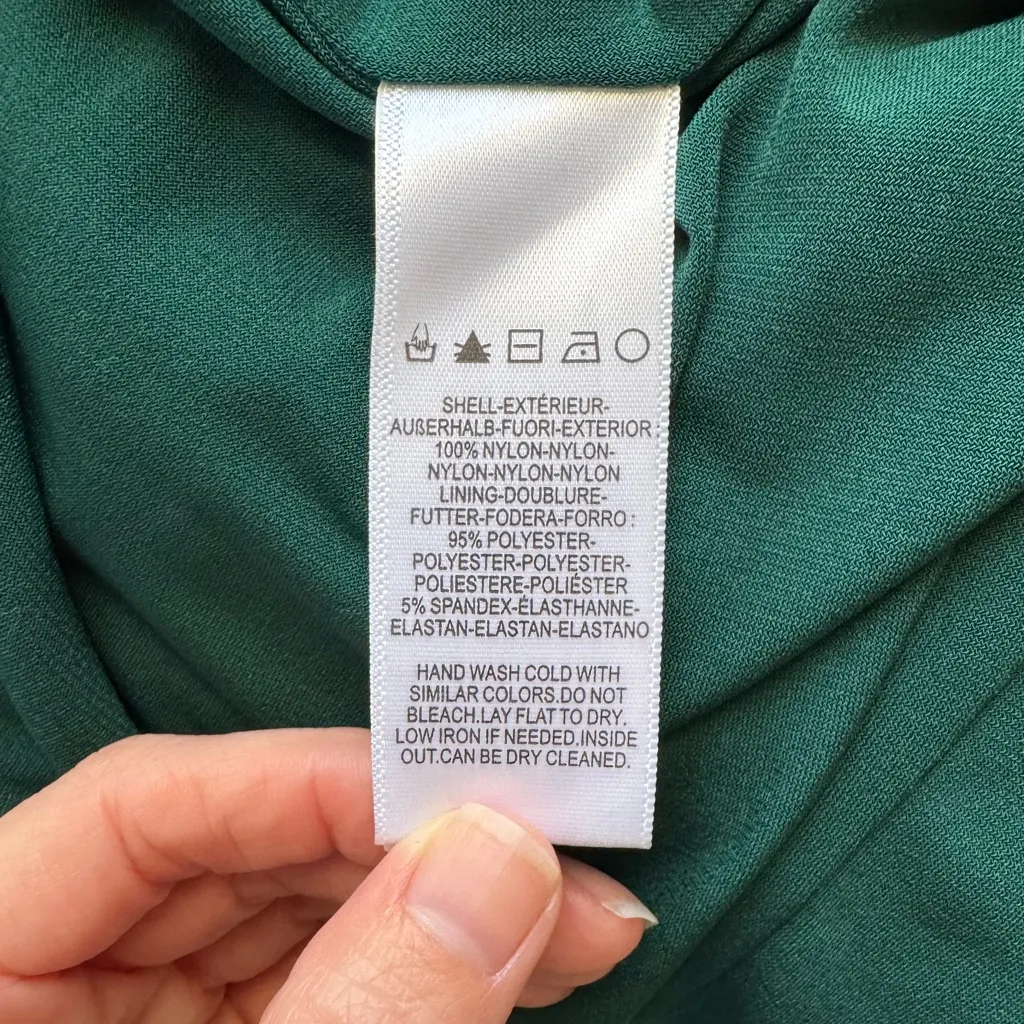 SHELL-EXTÉRIEUR-
AUßERHALB-FUORI-EXTERIOR :
100% NYLON-NYLON-
NYLON-NYLON-NYLON
LINING-DOUBLURE-
FUTTER-FODERA-FORRO :
95% POLYESTER-
POLYESTER-POLYESTER-
POLIESTERE-POLIÉSTER
5% SPANDEX-ÉLASTHANNE-
ELASTAN-ELASTAN-ELASTANO
HAND WASH COLD WITH
SIMILAR COLORS.DO NOT
BLEACH.LAY FLAT TO DRY.
LOW IRON IF NEEDED.INSIDE
OUT.CAN BE DRY CLEANED.